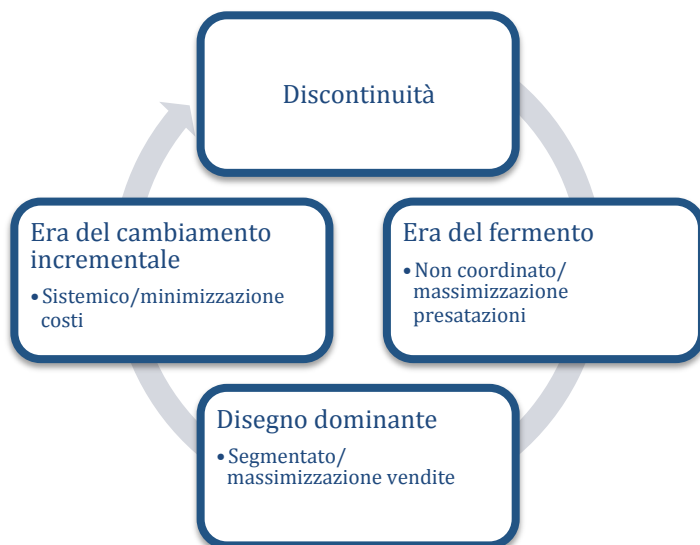 Discontinuità
Era del fermento
•Non coordinato/
massimizzazione
presatazioni
Disegno dominante
•Segmentato/
massimizzazione vendite
Era del cambiamento
incrementale
•Sistemico/minimizzazione
costi